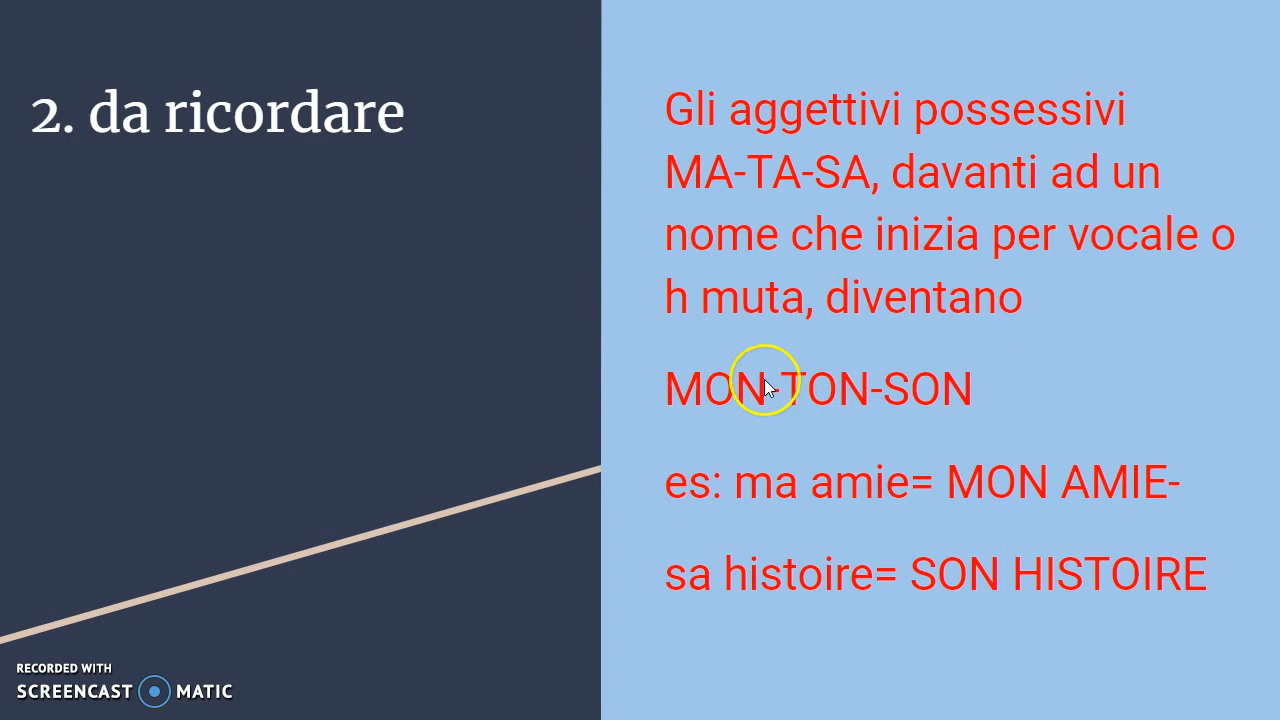 2. da ricordare
Gli aggettivi possessivi
MA-TA-SA, davanti ad un
nome che inizia per vocale o
h muta, diventano
MON-TON-SON
es: ma amie= MON AMIE-
sa histoire= SON HISTOIRE
RECORDED WITH
SCREENCAST MATIC